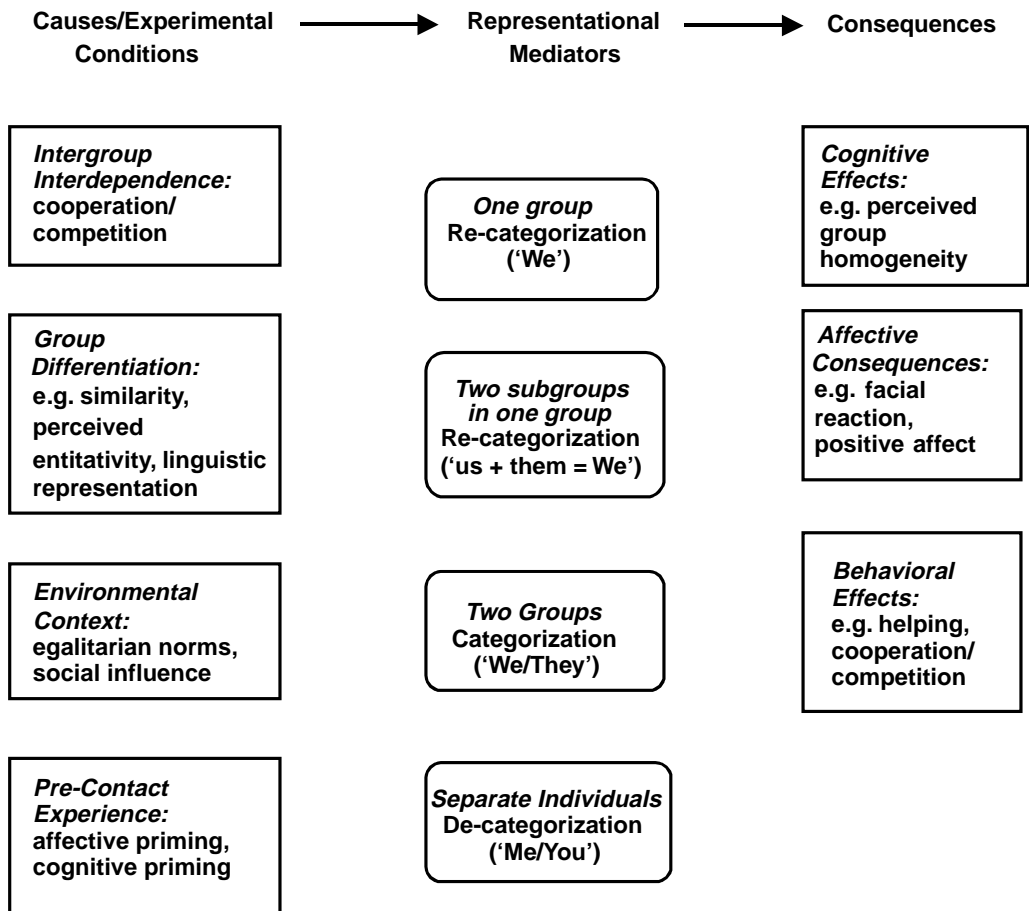 Causes/Experimental
Conditions
Representational
Mediators
Consequences
Intergroup
Interdependence:
cooperation/
competition
Group
Differentiation:
e.g. similarity,
perceived
entitativity, linguistic
representation
Environmental
Context:
egalitarian norms,
social influence
Pre-Contact
Experience:
affective priming,
cognitive priming
One group
Re-categorization
(‘We’)
Two subgroups
in one group
Re-categorization
(‘us + them = We’)
Two Groups
Categorization
(‘We/They’)
Separate Individuals
De-categorization
(‘Me/You’)
Cognitive
Effects:
e.g. perceived
group
homogeneity
Affective
Consequences:
e.g. facial
reaction,
positive affect
Behavioral
Effects:
e.g. helping,
cooperation/
competition